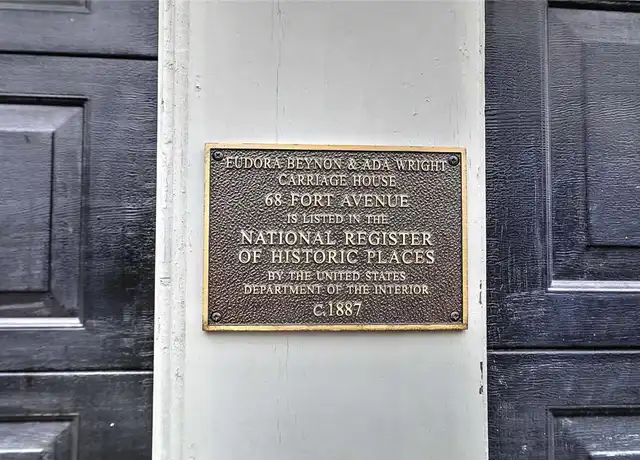 EUDORA BEYNON & ADA WRIGHT
CARRIAGE HOUSE
68 FORT AVENUE
IS LISTED IN THE
NATIONAL REGISTER
OF HISTORIC PLACES
BY THE UNITED STATES
DEPARTMENT OF THE INTERIOR
C.1887